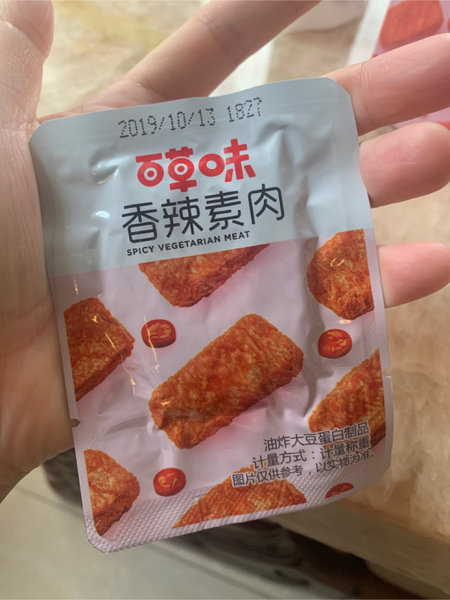 2019/10/13 1827
百草味
香辣素肉
SPICY VEGETARIAN MEAT
油炸大豆蛋白制品
计量方式：计量称重
图片仅供参考，以实物为准。